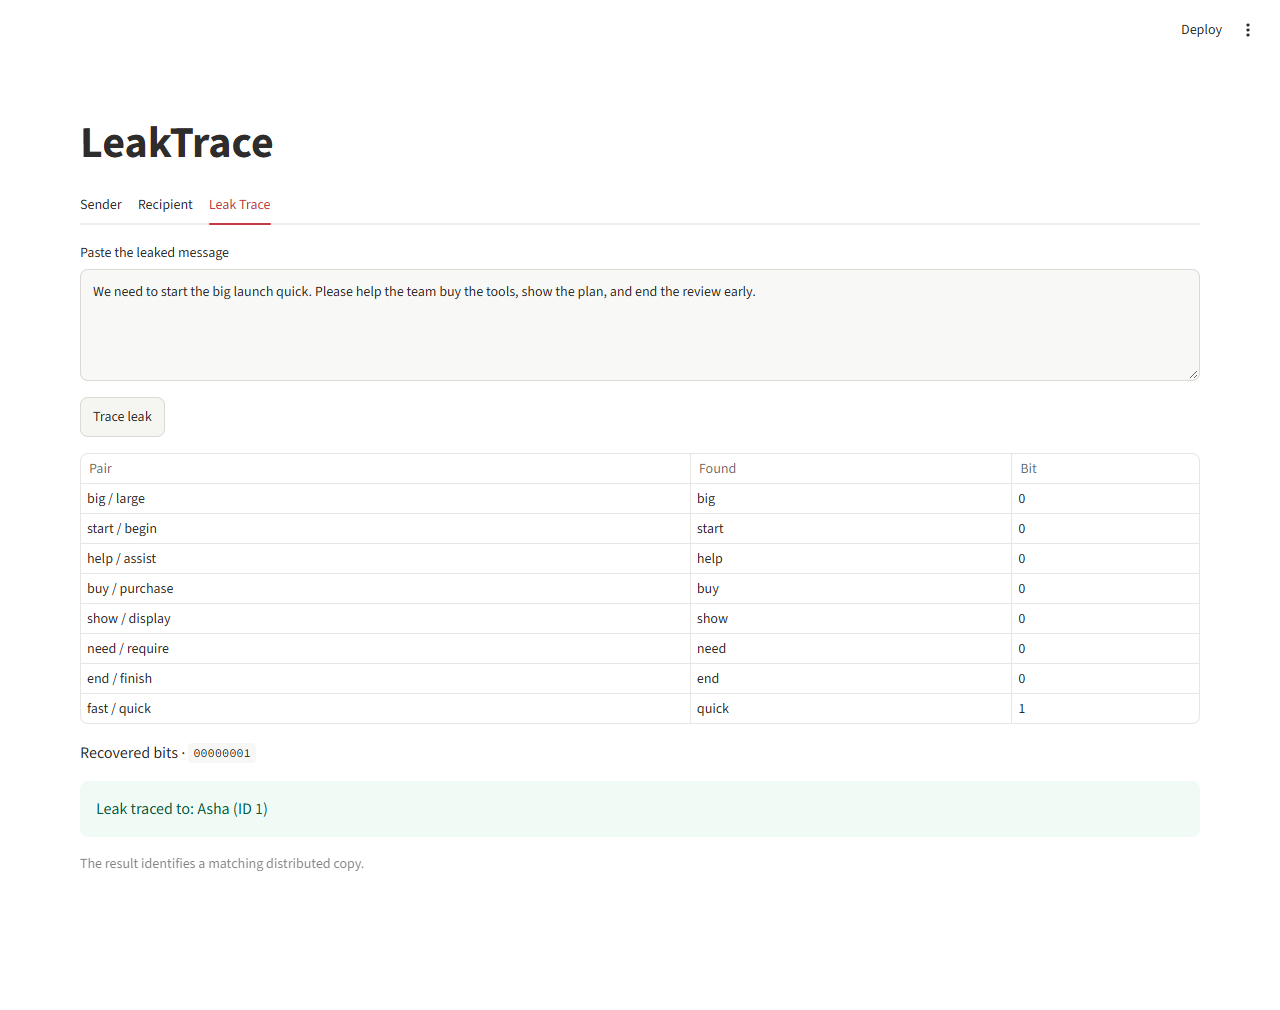 Deploy
LeakTrace
Sender Recipient Leak Trace
Paste the leaked message
We need to start the big launch quick. Please help the team buy the tools, show the plan, and end the review early.
Trace leak
Pair Found Bit
big / large big 0
start / begin start 0
help / assist help 0
buy / purchase buy 0
show / display show 0
need / require need 0
end / finish end 0
fast / quick quick 1
Recovered bits · 00000001
Leak traced to: Asha (ID 1)
The result identifies a matching distributed copy.